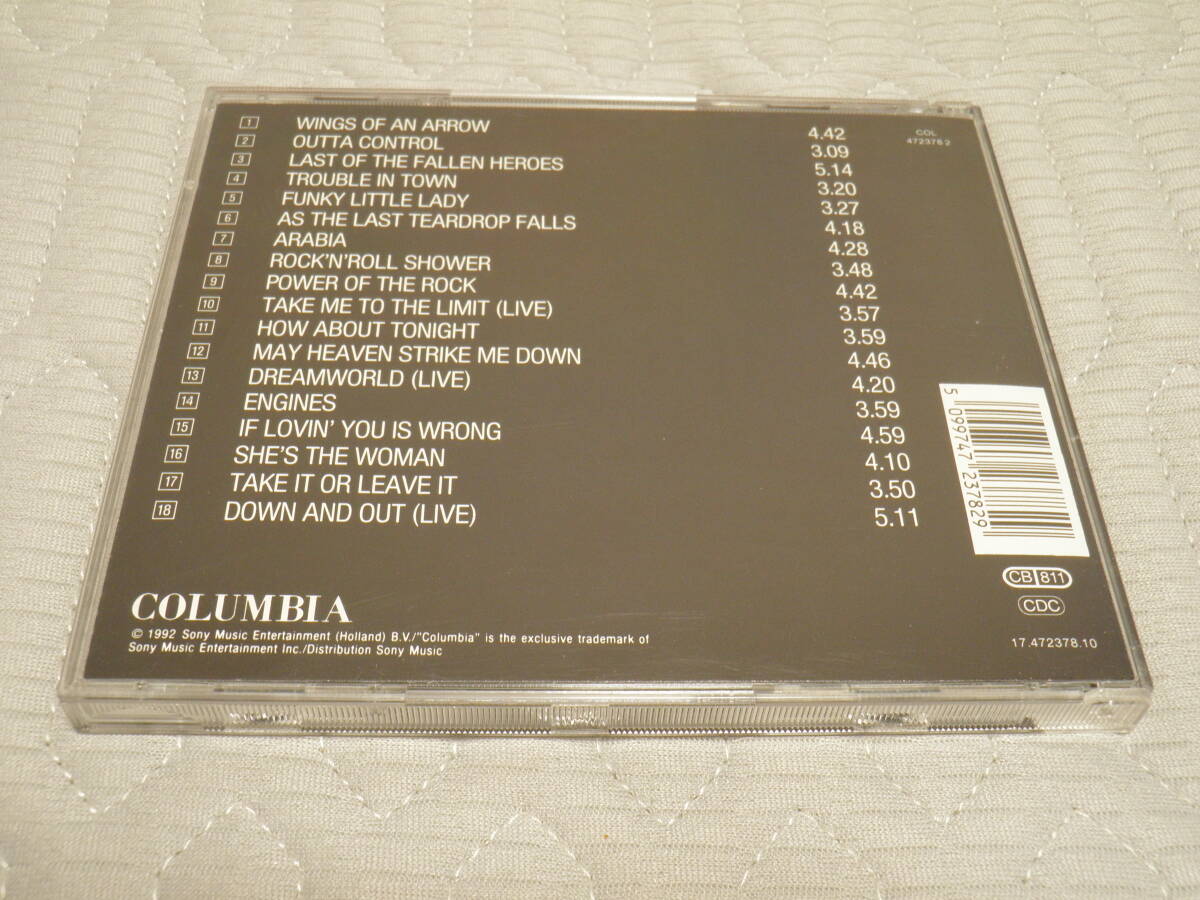 1 WINGS OF AN ARROW 4.42
2 OUTTA CONTROL 3.09
3 LAST OF THE FALLEN HEROES 5.14
4 TROUBLE IN TOWN 3.20
5 FUNKY LITTLE LADY 3.27
6 AS THE LAST TEARDROP FALLS 4.18
7 ARABIA 4.28
8 ROCK'N'ROLL SHOWER 3.48
9 POWER OF THE ROCK 4.42
10 TAKE ME TO THE LIMIT (LIVE) 3.57
11 HOW ABOUT TONIGHT 3.59
12 MAY HEAVEN STRIKE ME DOWN 4.46
13 DREAMWORLD (LIVE) 4.20
14 ENGINES 3.59
15 IF LOVIN' YOU IS WRONG 4.59
16 SHE'S THE WOMAN 4.10
17 TAKE IT OR LEAVE IT 3.50
18 DOWN AND OUT (LIVE) 5.11
COL
472378 2
5 099747 237829
CB 811
CDC
17.472378.10
COLUMBIA
© 1992 Sony Music Entertainment (Holland) B.V./"Columbia" is the exclusive trademark of
Sony Music Entertainment Inc./Distribution Sony Music